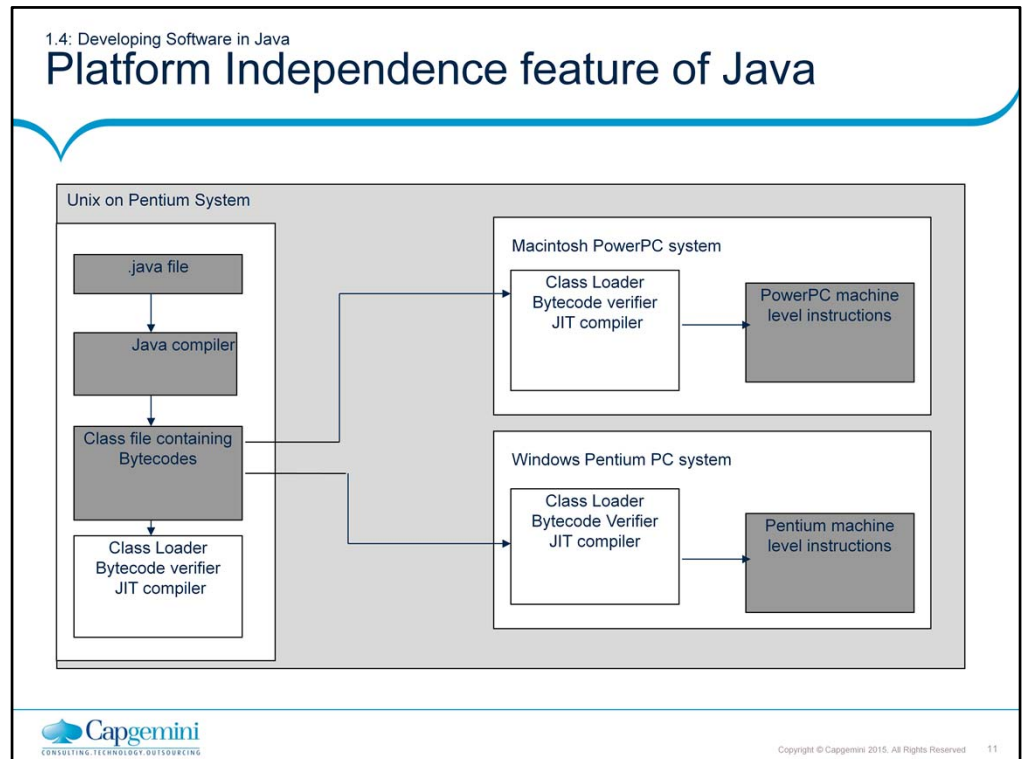 1.4: Developing Software in Java
Platform Independence feature of Java
Unix on Pentium System
.java file
Java compiler
Class file containing
Bytecodes
Class Loader
Bytecode verifier
JIT compiler
Macintosh PowerPC system
Class Loader
Bytecode verifier
JIT compiler
PowerPC machine
level instructions
Windows Pentium PC system
Class Loader
Bytecode Verifier
JIT compiler
Pentium machine
level instructions
Capgemini
CONSULTING.TECHNOLOGY.OUTSOURCING
Copyright © Capgemini 2015. All Rights Reserved 11